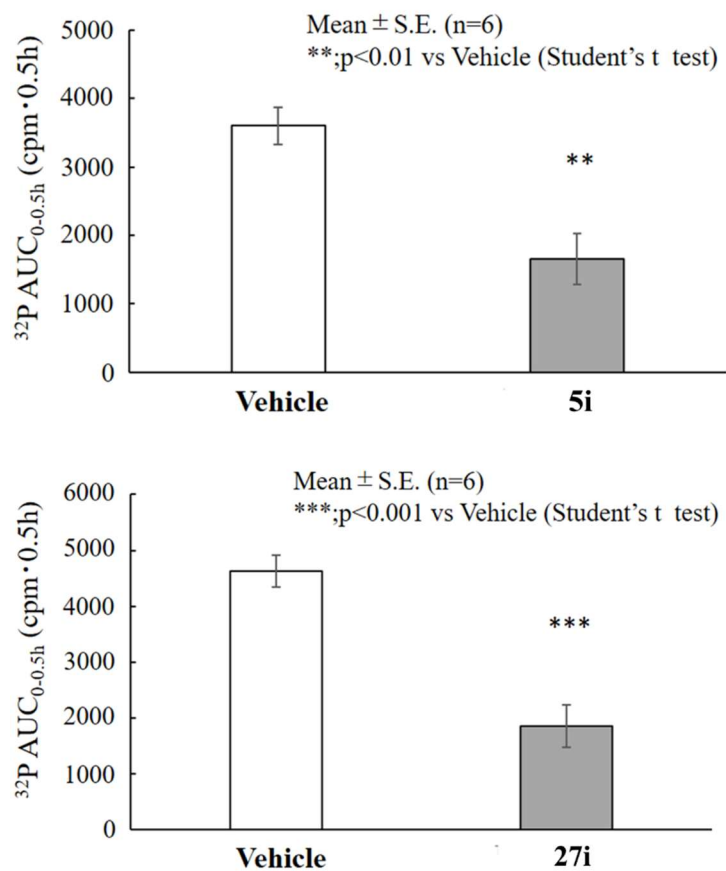 Mean ± S.E. (n=6)
**;p<0.01 vs Vehicle (Student's t test)
5000
4000
3000
2000
1000
0
32P AUC0-0.5h (cpm・0.5h)
**
Vehicle
5i
Mean ± S.E. (n=6)
***;p<0.001 vs Vehicle (Student's t test)
6000
5000
4000
3000
2000
1000
0
32P AUC0-0.5h (cpm・0.5h)
***
Vehicle
27i